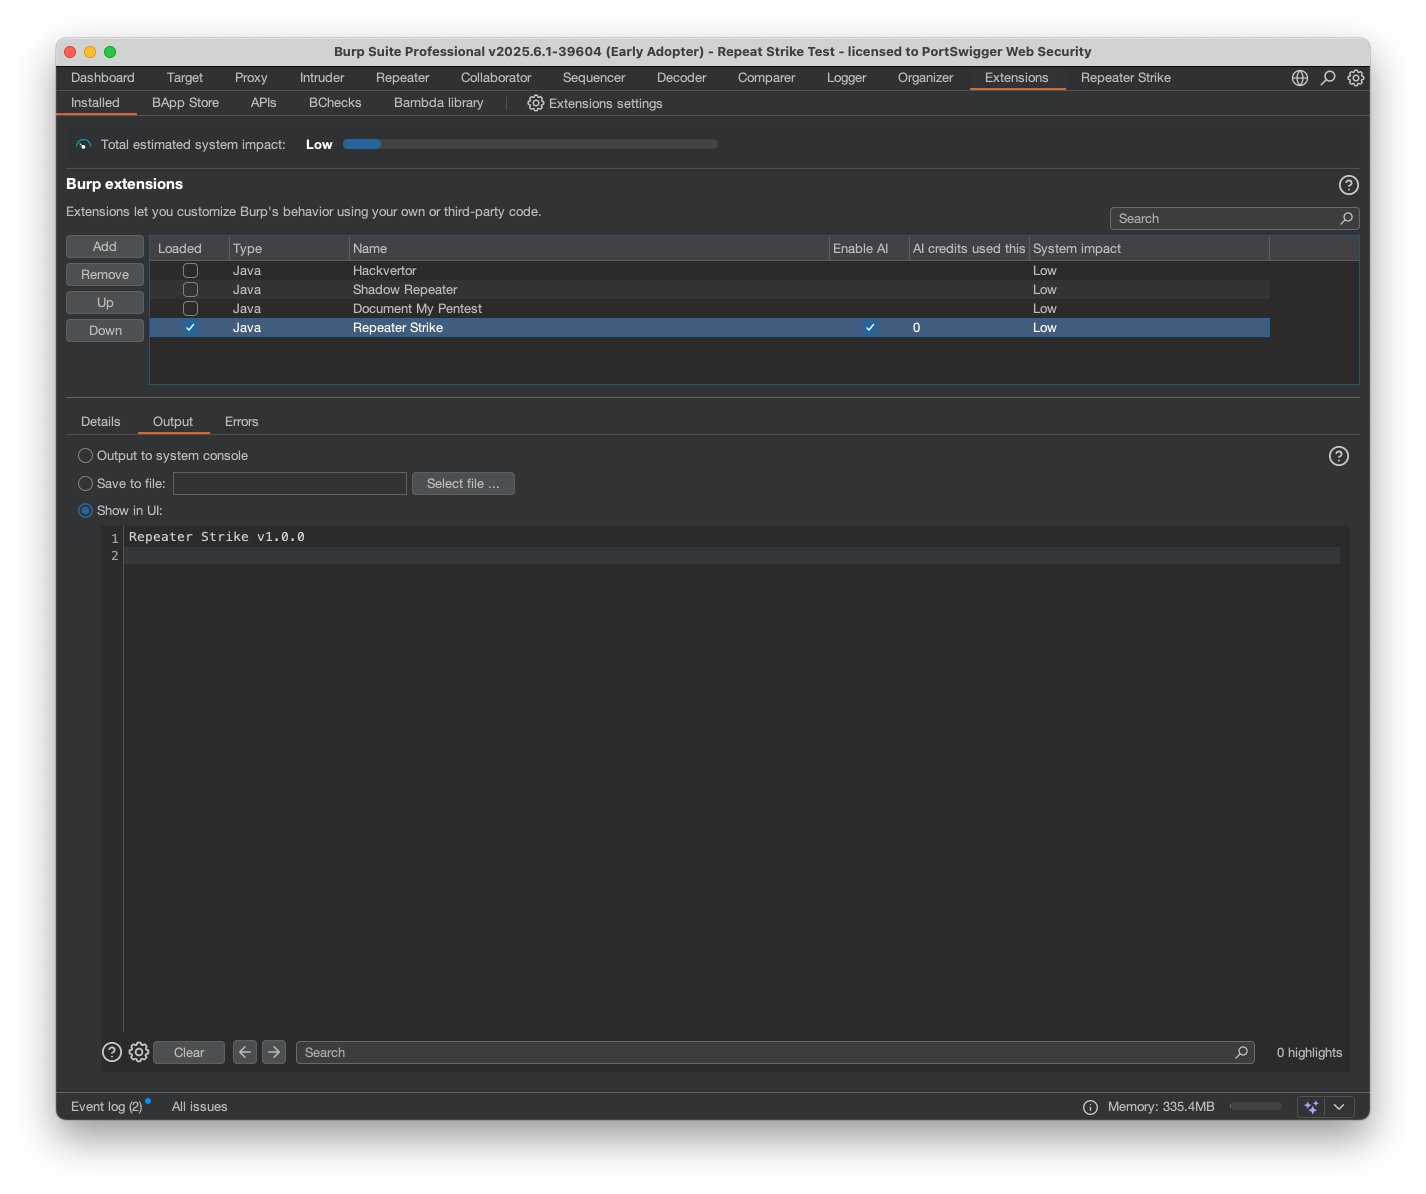 Burp Suite Professional v2025.6.1-39604 (Early Adopter) - Repeat Strike Test - licensed to PortSwigger Web Security
Dashboard Target Proxy Intruder Repeater Collaborator Sequencer Decoder Comparer Logger Organizer Extensions Repeater Strike
Installed BApp Store APIs BChecks Bambda library Extensions settings
Total estimated system impact: Low
Burp extensions
Extensions let you customize Burp's behavior using your own or third-party code.
Search
Add
Remove
Up
Down
Loaded Type Name Enable AI AI credits used this System impact
Java Hackvertor Low
Java Shadow Repeater Low
Java Document My Pentest Low
Java Repeater Strike 0 Low
Details Output Errors
Output to system console
Save to file: Select file ...
Show in UI:
1 Repeater Strike v1.0.0
2
Clear Search 0 highlights
Event log (2) All issues Memory: 335.4MB